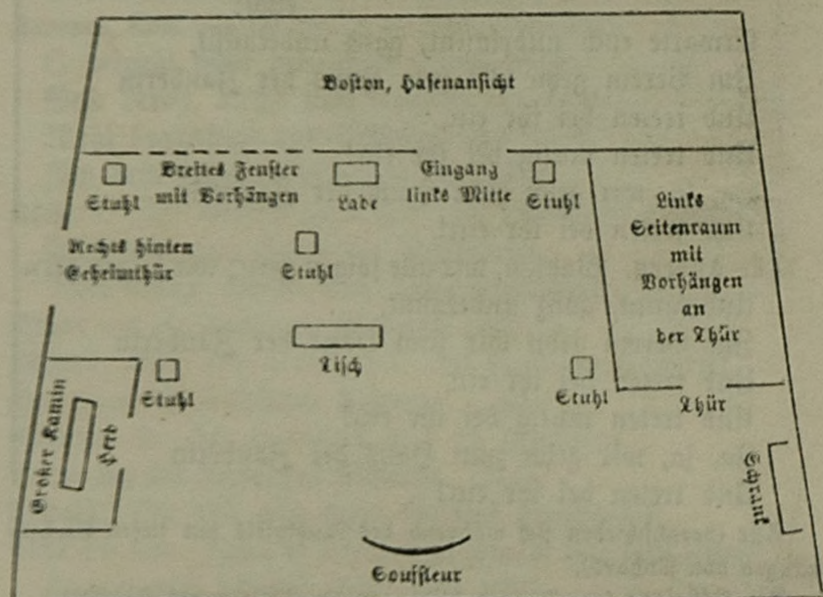 Boston, Hafenansicht
Breites Fenster
mit Vorhängen
Eingang
links Mitte
Stuhl
Lade
Stuhl
Links
Seitenraum
mit
Vorhängen
an
der Thür
Rechts hinten
Geheimthür
Stuhl
Tisch
Stuhl
Stuhl
Thür
Großer Kamin
Herd
Schrank
Souffleur